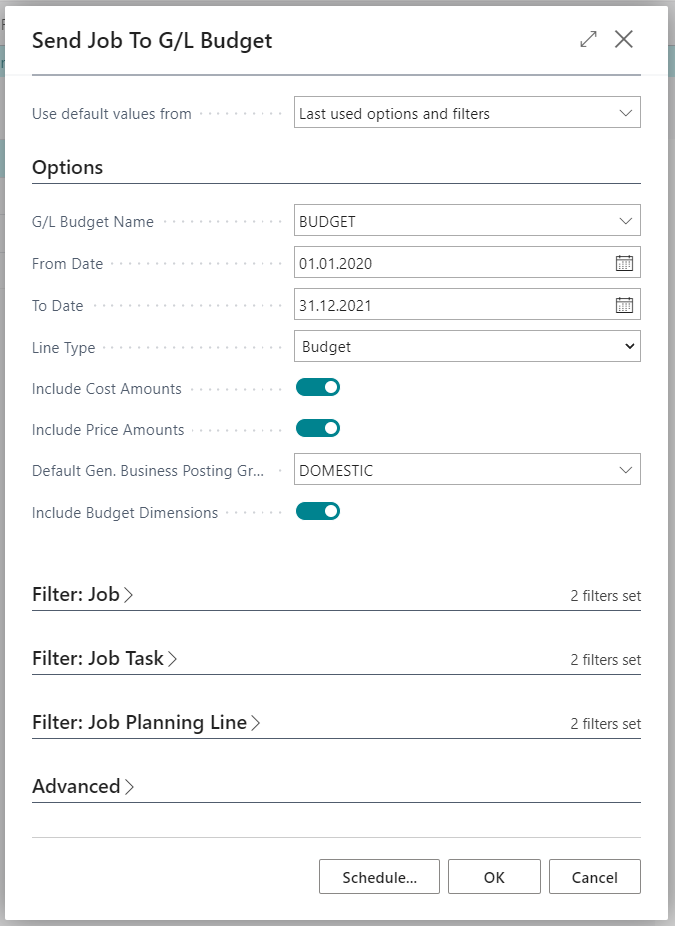 Send Job To G/L Budget
Use default values from Last used options and filters
Options
G/L Budget Name BUDGET
From Date 01.01.2020
To Date 31.12.2021
Line Type Budget
Include Cost Amounts
Include Price Amounts
Default Gen. Business Posting Gr... DOMESTIC
Include Budget Dimensions
Filter: Job 2 filters set
Filter: Job Task 2 filters set
Filter: Job Planning Line 2 filters set
Advanced
Schedule... OK Cancel